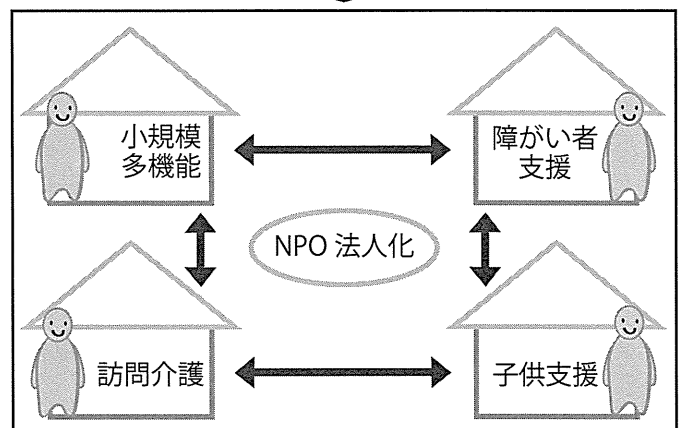 小規模
多機能
障がい者
支援
NPO 法人化
訪問介護
子供支援